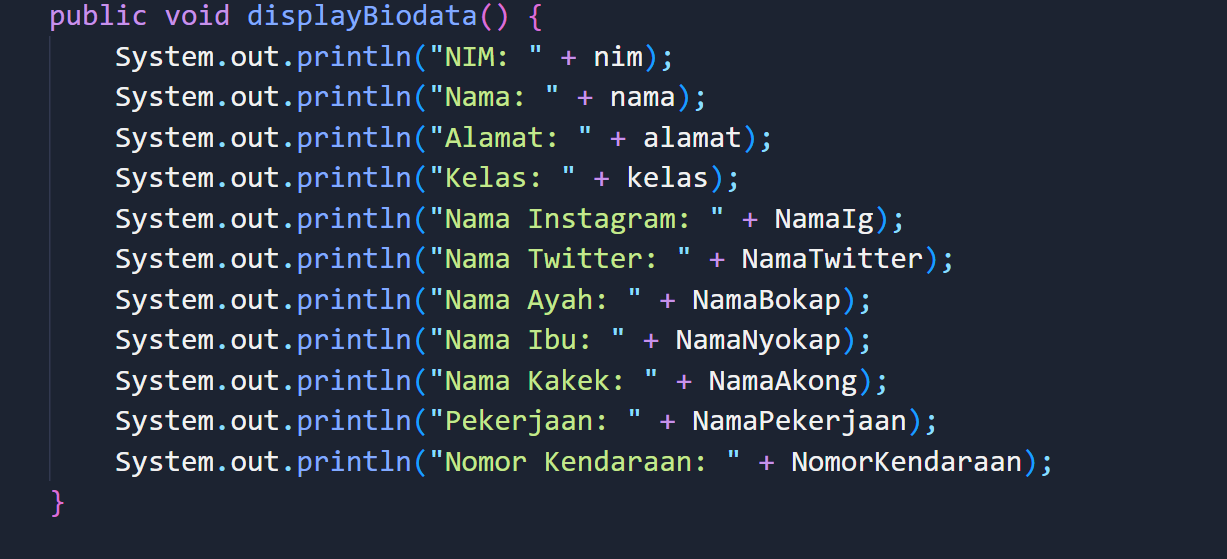 public void displayBiodata() {
    System.out.println("NIM: " + nim);
    System.out.println("Nama: " + nama);
    System.out.println("Alamat: " + alamat);
    System.out.println("Kelas: " + kelas);
    System.out.println("Nama Instagram: " + NamaIg);
    System.out.println("Nama Twitter: " + NamaTwitter);
    System.out.println("Nama Ayah: " + NamaBokap);
    System.out.println("Nama Ibu: " + NamaNyokap);
    System.out.println("Nama Kakek: " + NamaAkong);
    System.out.println("Pekerjaan: " + NamaPekerjaan);
    System.out.println("Nomor Kendaraan: " + NomorKendaraan);
}